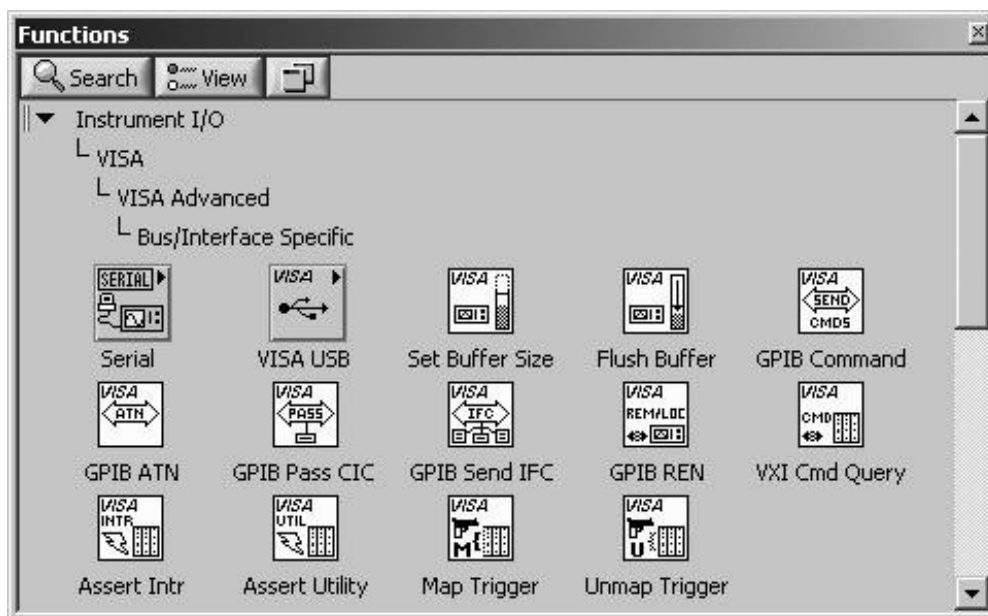 Functions
Search View
Instrument I/O
VISA
VISA Advanced
Bus/Interface Specific
SERIAL VISA VISA VISA VISA
SEND
CMDS
Serial VISA USB Set Buffer Size Flush Buffer GPIB Command
VISA VISA VISA VISA VISA
ATN PASS IFC REM/LOC CMD
GPIB ATN GPIB Pass CIC GPIB Send IFC GPIB REN VXI Cmd Query
VISA VISA VISA VISA
INTR UTIL M U
Assert Intr Assert Utility Map Trigger Unmap Trigger